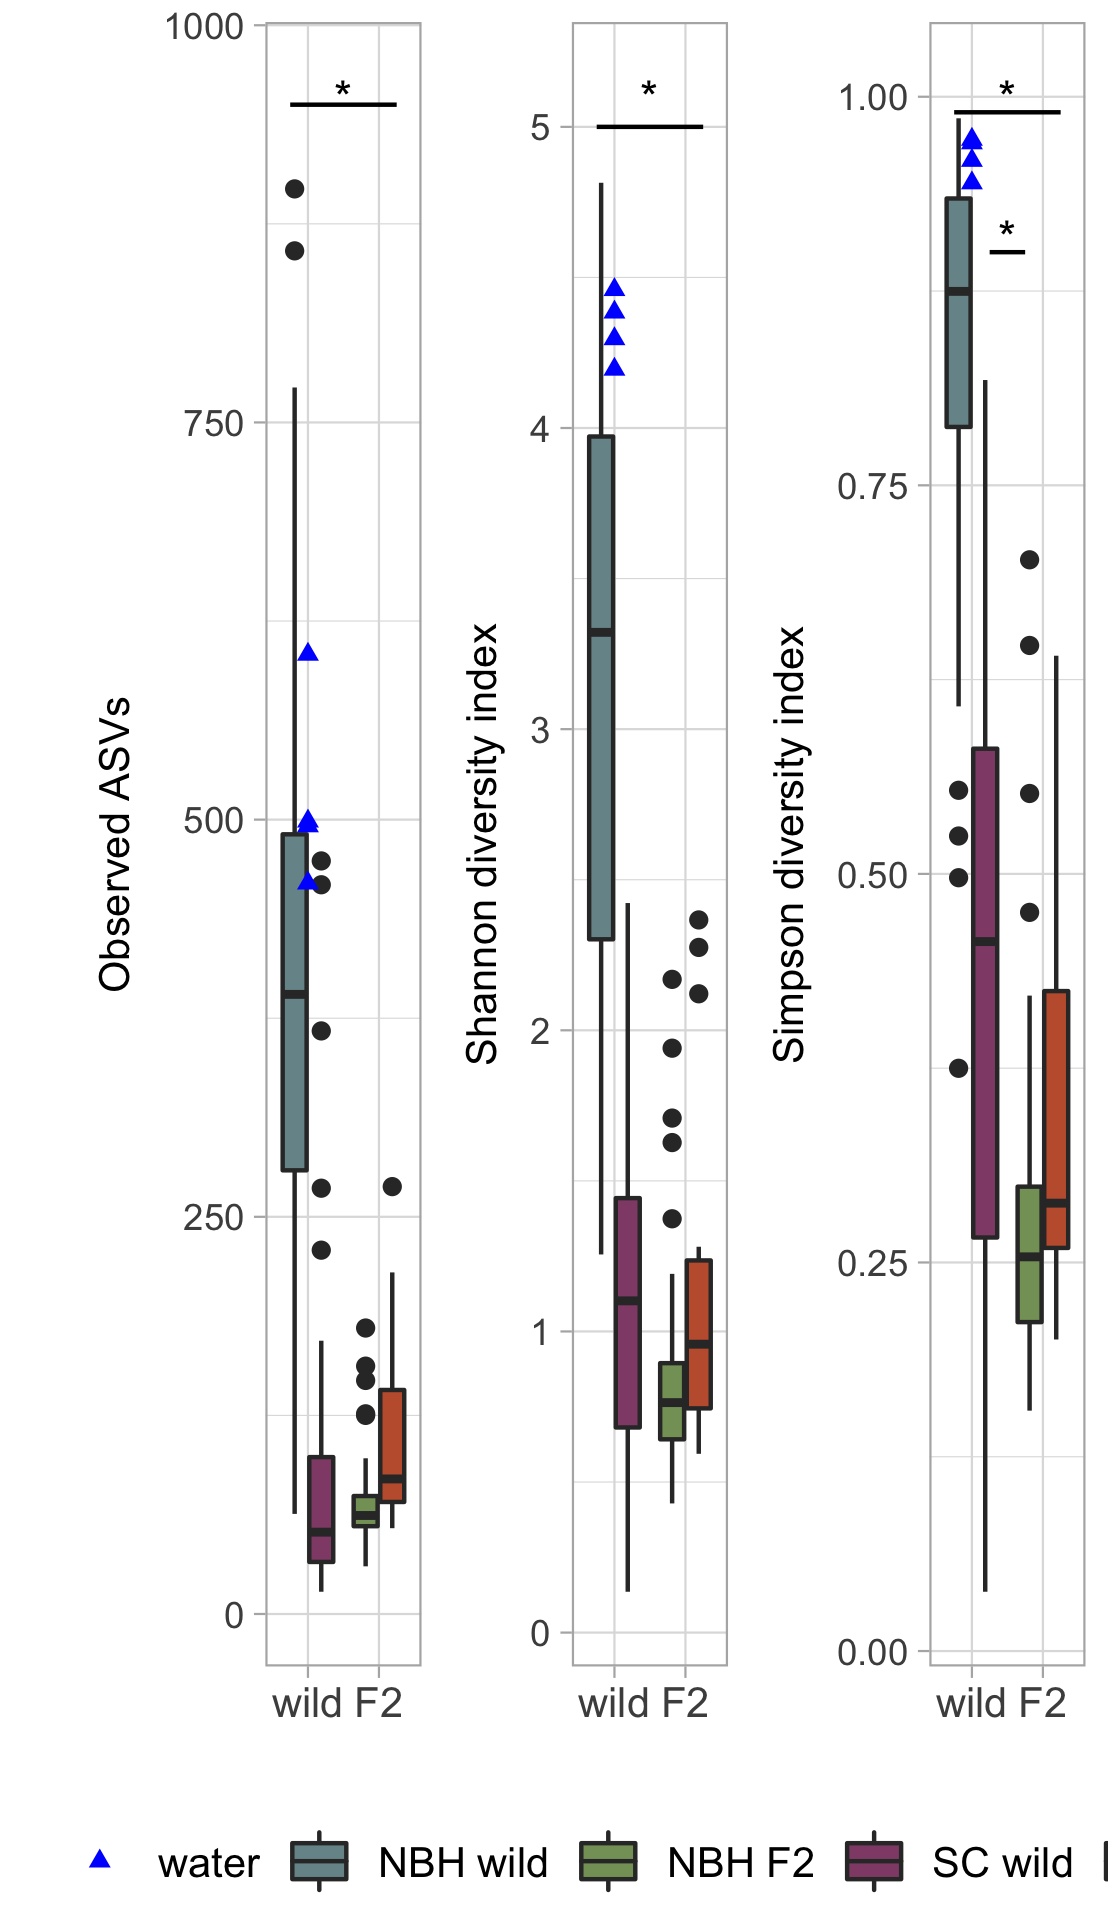 Observed ASVs
1000
750
500
250
0
*
wild F2
Shannon diversity index
5
4
3
2
1
0
*
wild F2
Simpson diversity index
1.00
0.75
0.50
0.25
0.00
*
*
wild F2
water NBH wild NBH F2 SC wild